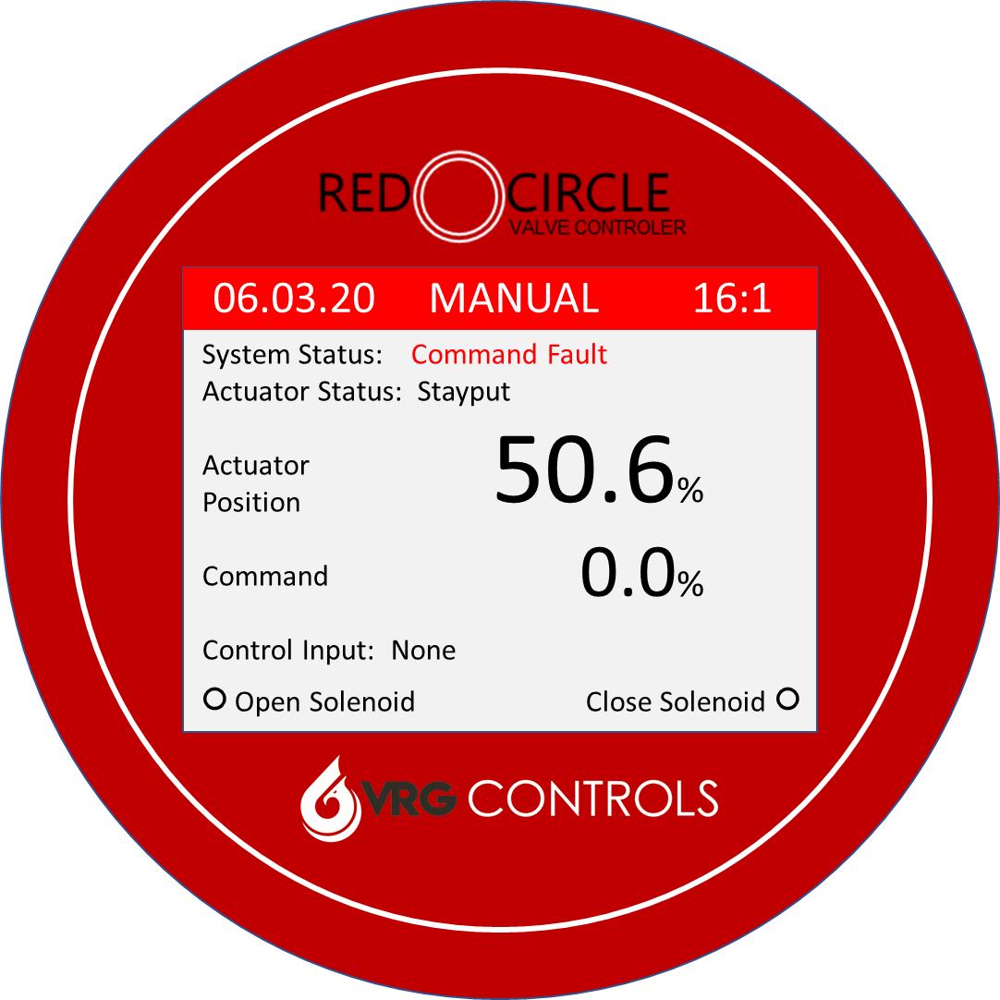 RED CIRCLE
VALVE CONTROLER
06.03.20 MANUAL 16:1
System Status: Command Fault
Actuator Status: Stayput
Actuator
Position
50.6%
Command 0.0%
Control Input: None
Open Solenoid Close Solenoid
VRG CONTROLS